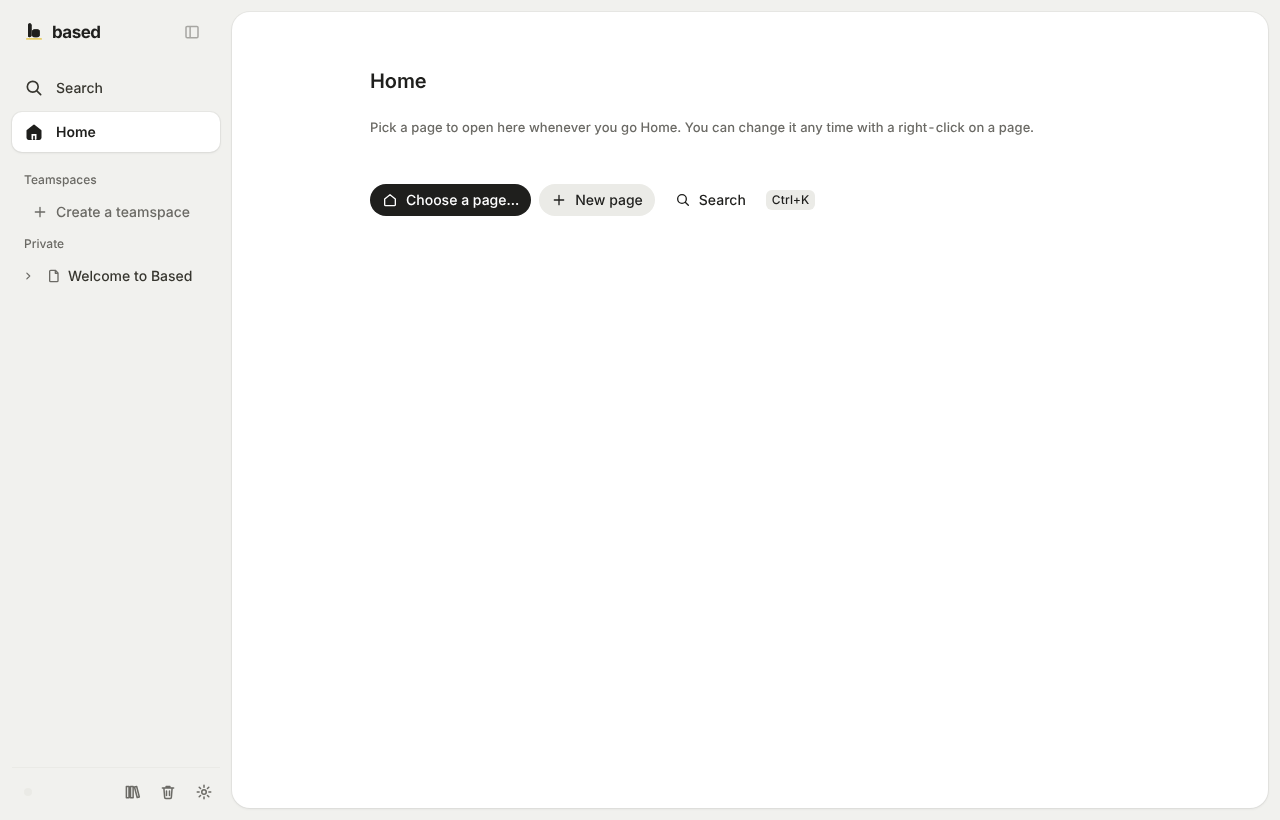 based
Search
Home
Teamspaces
Create a teamspace
Private
Welcome to Based
Home
Pick a page to open here whenever you go Home. You can change it any time with a right-click on a page.
Choose a page...
New page
Search
Ctrl+K